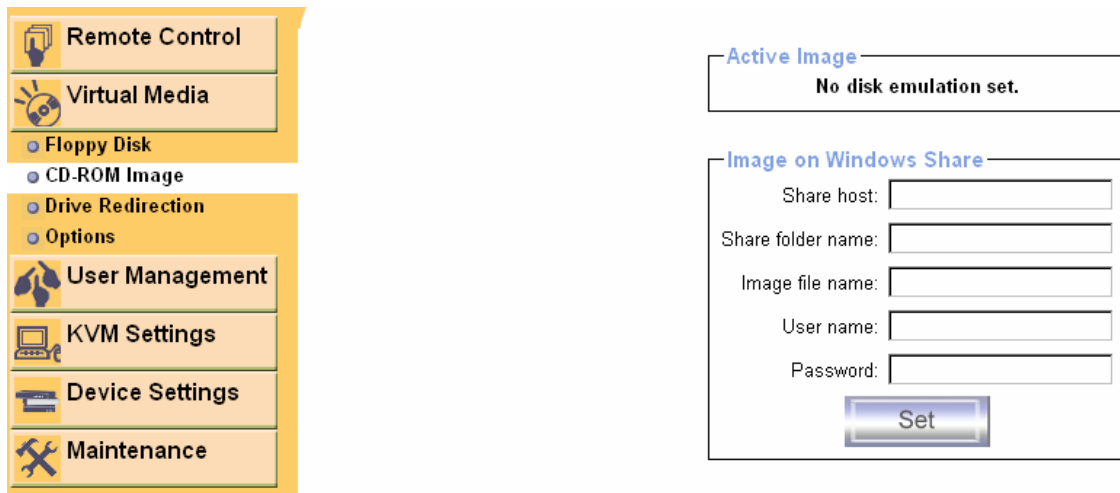 Remote Control
Virtual Media
Floppy Disk
CD-ROM Image
Drive Redirection
Options
User Management
KVM Settings
Device Settings
Maintenance
Active Image
No disk emulation set.
Image on Windows Share
Share host:
Share folder name:
Image file name:
User name:
Password:
Set